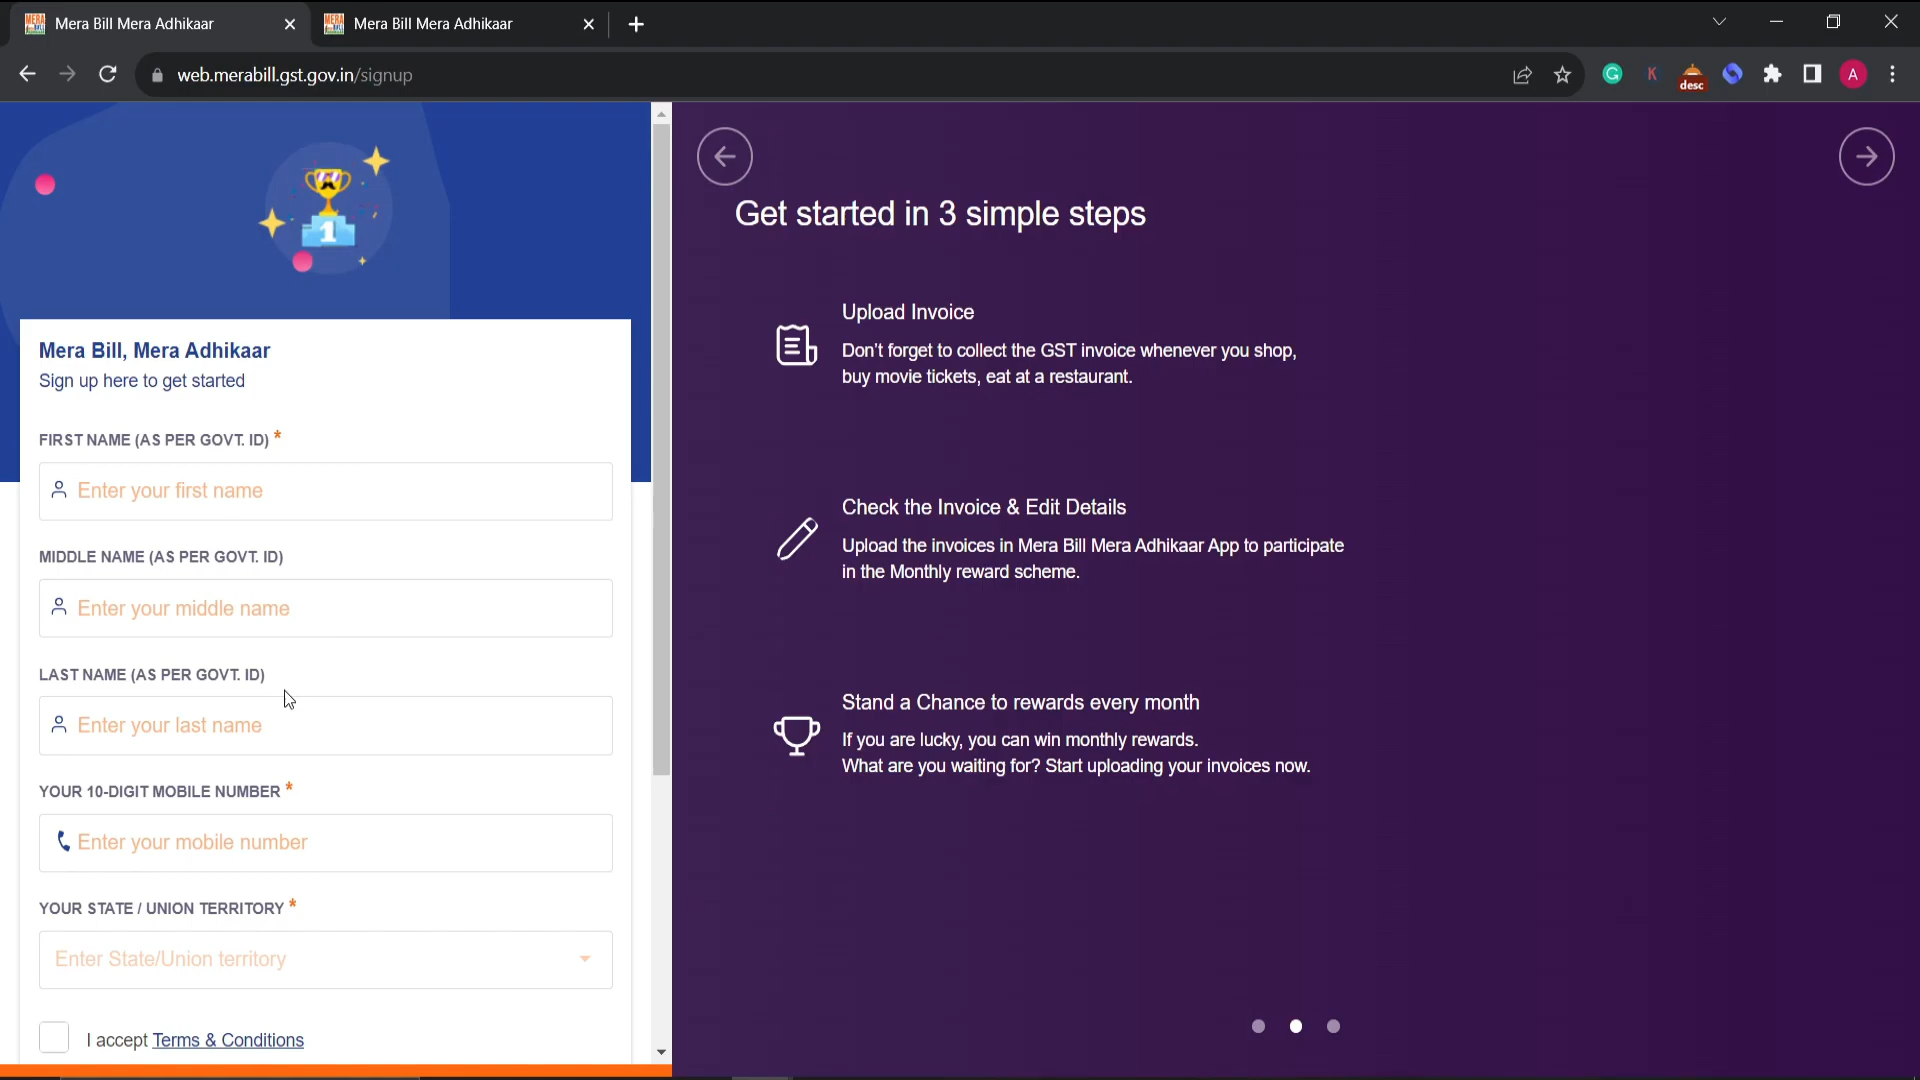 Mera Bill Mera Adhikaar
Mera Bill Mera Adhikaar
web.merabill.gst.gov.in/signup
K
desc
A
1
Mera Bill, Mera Adhikaar
Sign up here to get started
FIRST NAME (AS PER GOVT. ID) *
Enter your first name
MIDDLE NAME (AS PER GOVT. ID)
Enter your middle name
LAST NAME (AS PER GOVT. ID)
Enter your last name
YOUR 10-DIGIT MOBILE NUMBER *
Enter your mobile number
YOUR STATE / UNION TERRITORY *
Enter State/Union territory
I accept Terms & Conditions
Get started in 3 simple steps
Upload Invoice
Don't forget to collect the GST invoice whenever you shop,
buy movie tickets, eat at a restaurant.
Check the Invoice & Edit Details
Upload the invoices in Mera Bill Mera Adhikaar App to participate
in the Monthly reward scheme.
Stand a Chance to rewards every month
If you are lucky, you can win monthly rewards.
What are you waiting for? Start uploading your invoices now.